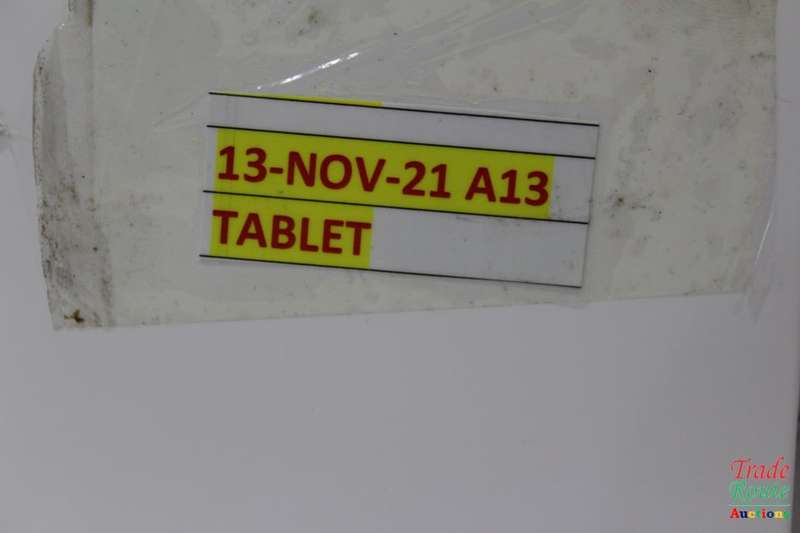 13-NOV-21 A13
TABLET
Trade
Route
Auctions